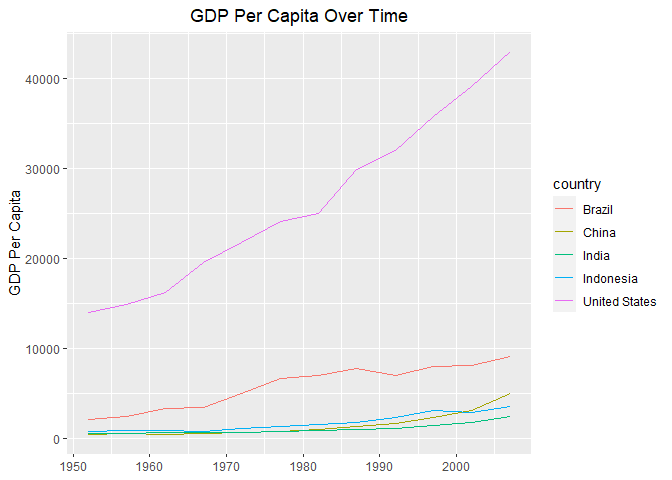 GDP Per Capita Over Time
GDP Per Capita
40000
30000
20000
10000
0
1950 1960 1970 1980 1990 2000
country
Brazil
China
India
Indonesia
United States